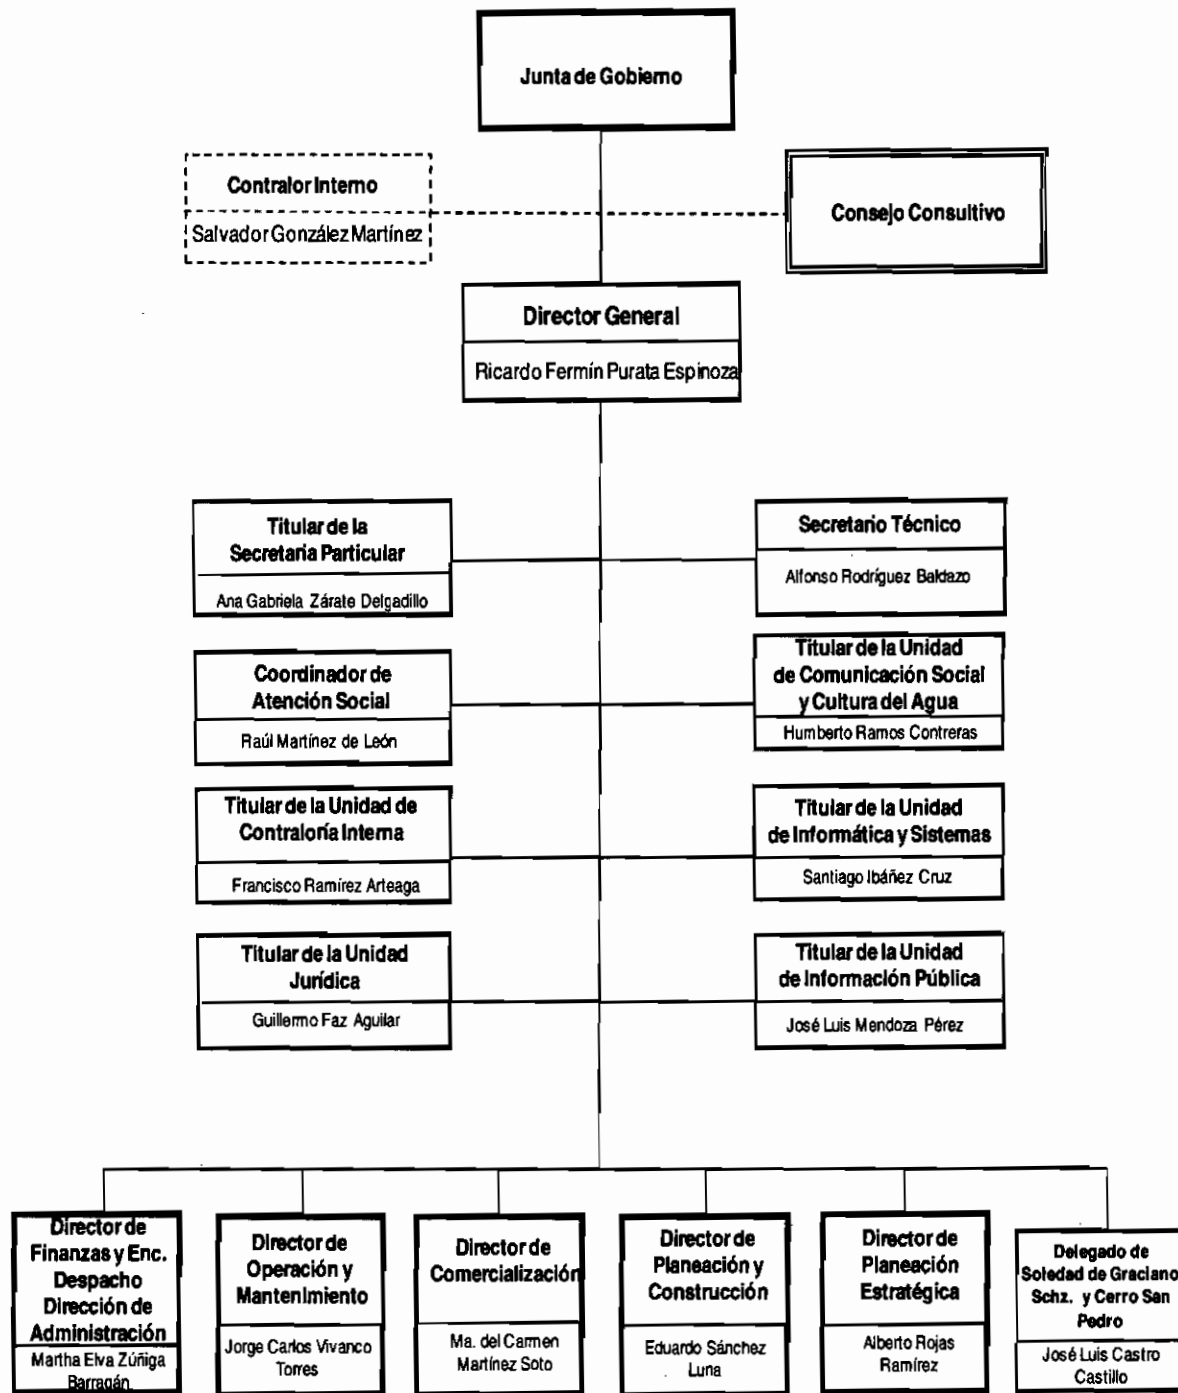 Junta de Gobierno
Contralor Interno
Salvador González Martínez
Consejo Consultivo
Director General
Ricardo Fermín Purata Espinoza
Titular de la
Secretaria Particular
Ana Gabriela Zárate Delgadillo
Secretario Técnico
Alfonso Rodríguez Baldazo
Coordinador de
Atención Social
Raúl Martínez de León
Titular de la Unidad
de Comunicación Social
y Cultura del Agua
Humberto Ramos Contreras
Titular de la Unidad de
Contraloría Interna
Francisco Ramírez Arteaga
Titular de la Unidad
de Informática y Sistemas
Santiago Ibáñez Cruz
Titular de la Unidad
Jurídica
Guillermo Faz Aguilar
Titular de la Unidad
de Información Pública
José Luis Mendoza Pérez
Director de
Finanzas y Enc.
Despacho
Dirección de
Administración
Martha Elva Zúñiga
Barragán
Director de
Operación y
Mantenimiento
Jorge Carlos Vivanco
Torres
Director de
Comercialización
Ma. del Carmen
Martínez Soto
Director de
Planeación y
Construcción
Eduardo Sánchez
Luna
Director de
Planeación
Estratégica
Alberto Rojas
Ramírez
Delegado de
Soledad de Graciano
Schz. y Cerro San
Pedro
José Luis Castro
Castillo